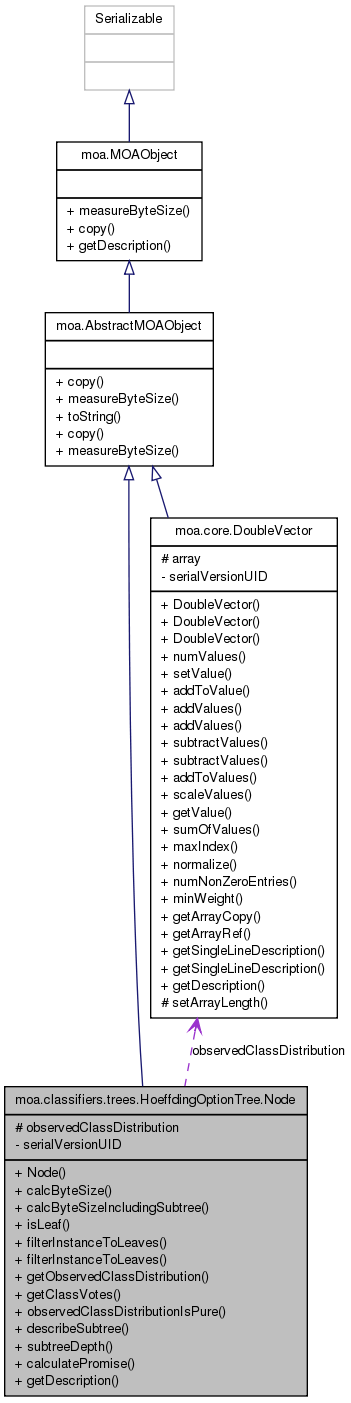 Serializable
moa.MOAObject
+ measureByteSize()
+ copy()
+ getDescription()
moa.AbstractMOAObject
+ copy()
+ measureByteSize()
+ toString()
+ copy()
+ measureByteSize()
moa.core.DoubleVector
# array
- serialVersionUID
+ DoubleVector()
+ DoubleVector()
+ DoubleVector()
+ numValues()
+ setValue()
+ addToValue()
+ addValues()
+ addValues()
+ subtractValues()
+ subtractValues()
+ addToValues()
+ scaleValues()
+ getValue()
+ sumOfValues()
+ maxIndex()
+ normalize()
+ numNonZeroEntries()
+ minWeight()
+ getArrayCopy()
+ getArrayRef()
+ getSingleLineDescription()
+ getSingleLineDescription()
+ getDescription()
# setArrayLength()
observedClassDistribution
moa.classifiers.trees.HoeffdingOptionTree.Node
# observedClassDistribution
- serialVersionUID
+ Node()
+ calcByteSize()
+ calcByteSizeIncludingSubtree()
+ isLeaf()
+ filterInstanceToLeaves()
+ filterInstanceToLeaves()
+ getObservedClassDistribution()
+ getClassVotes()
+ observedClassDistributionIsPure()
+ describeSubtree()
+ subtreeDepth()
+ calculatePromise()
+ getDescription()